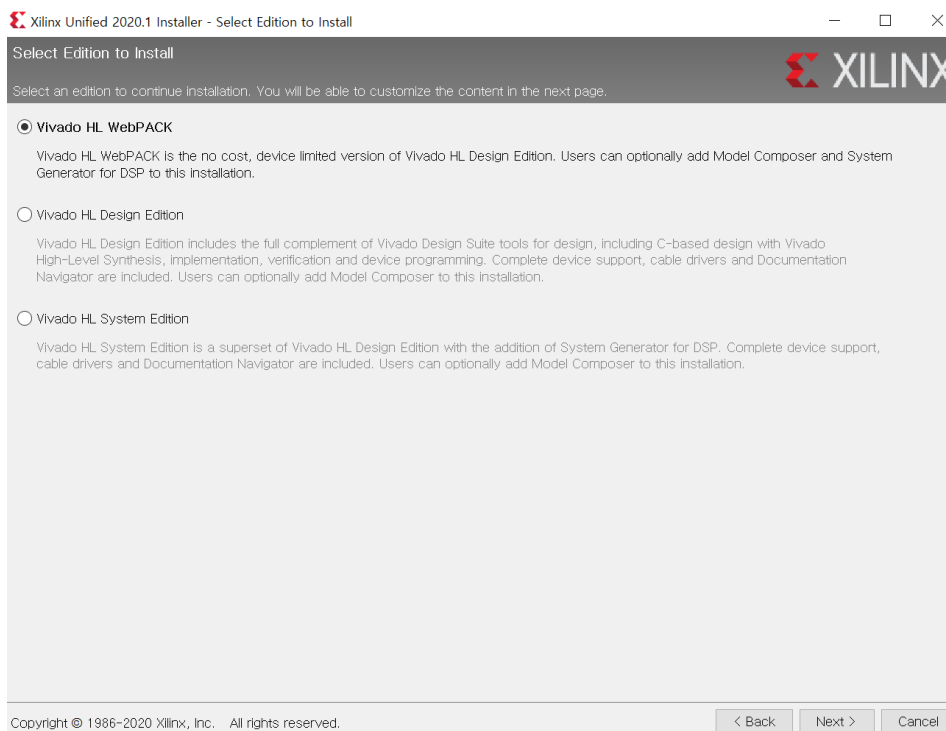 Xilinx Unified 2020.1 Installer - Select Edition to Install
Select Edition to Install
XILINX
Select an edition to continue installation. You will be able to customize the content in the next page.
Vivado HL WebPACK
Vivado HL WebPACK is the no cost, device limited version of Vivado HL Design Edition. Users can optionally add Model Composer and System
Generator for DSP to this installation.
Vivado HL Design Edition
Vivado HL Design Edition includes the full complement of Vivado Design Suite tools for design, including C-based design with Vivado
High-Level Synthesis, implementation, verification and device programming. Complete device support, cable drivers and Documentation
Navigator are included. Users can optionally add Model Composer to this installation.
Vivado HL System Edition
Vivado HL System Edition is a superset of Vivado HL Design Edition with the addition of System Generator for DSP. Complete device support,
cable drivers and Documentation Navigator are included. Users can optionally add Model Composer to this installation.
Copyright © 1986-2020 Xilinx, Inc. All rights reserved.
< Back Next > Cancel